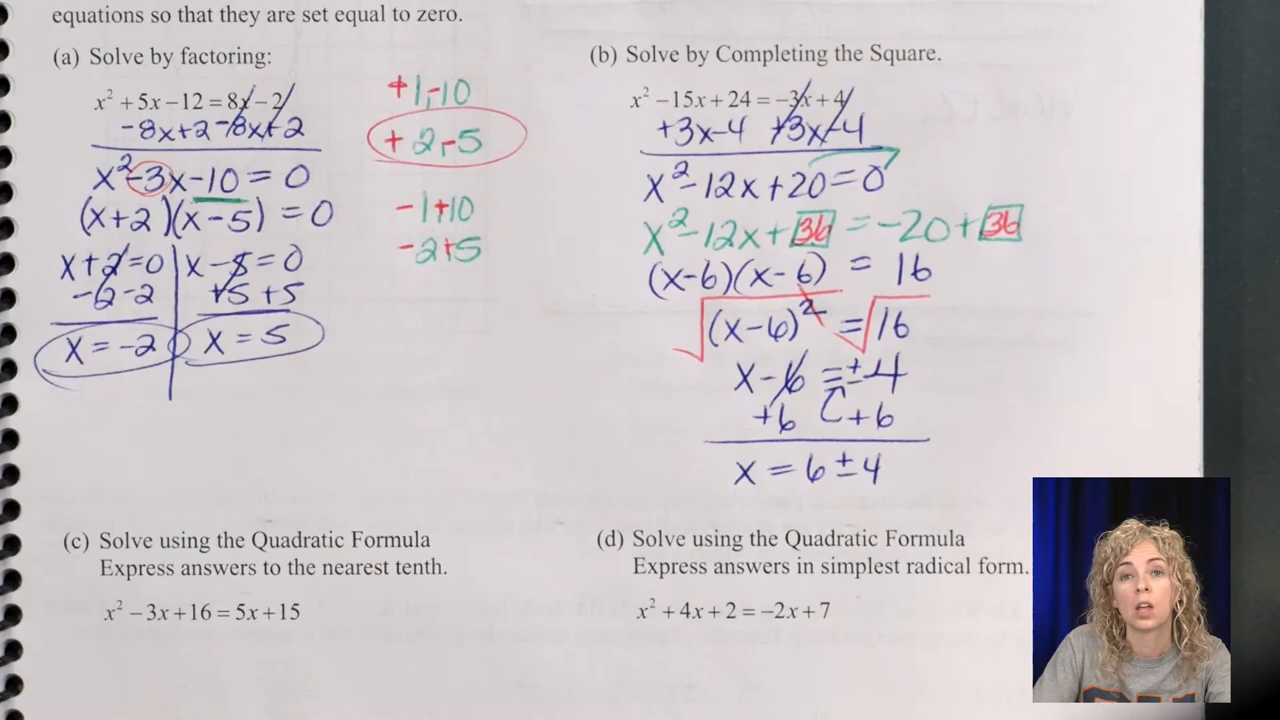 equations so that they are set equal to zero.
(a) Solve by factoring:
x² + 5x − 12 = 8x − 2
−8x+2 −8x+2
x² − 3x − 10 = 0
(x+2)(x−5) = 0
x+2=0 | x−5=0
−2 −2 | +5 +5
x = −2 | x = 5
+1,−10
+2,−5
−1+10
−2+5
(b) Solve by Completing the Square.
x² − 15x + 24 = −3x + 4
+3x−4 +3x−4
x² − 12x + 20 = 0
x² − 12x + 36 = −20 + 36
(x−6)(x−6) = 16
√(x−6)² = √16
x−6 = ±4
+6 +6
x = 6 ± 4
(c) Solve using the Quadratic Formula
Express answers to the nearest tenth.
x² − 3x + 16 = 5x + 15
(d) Solve using the Quadratic Formula
Express answers in simplest radical form.
x² + 4x + 2 = −2x + 7